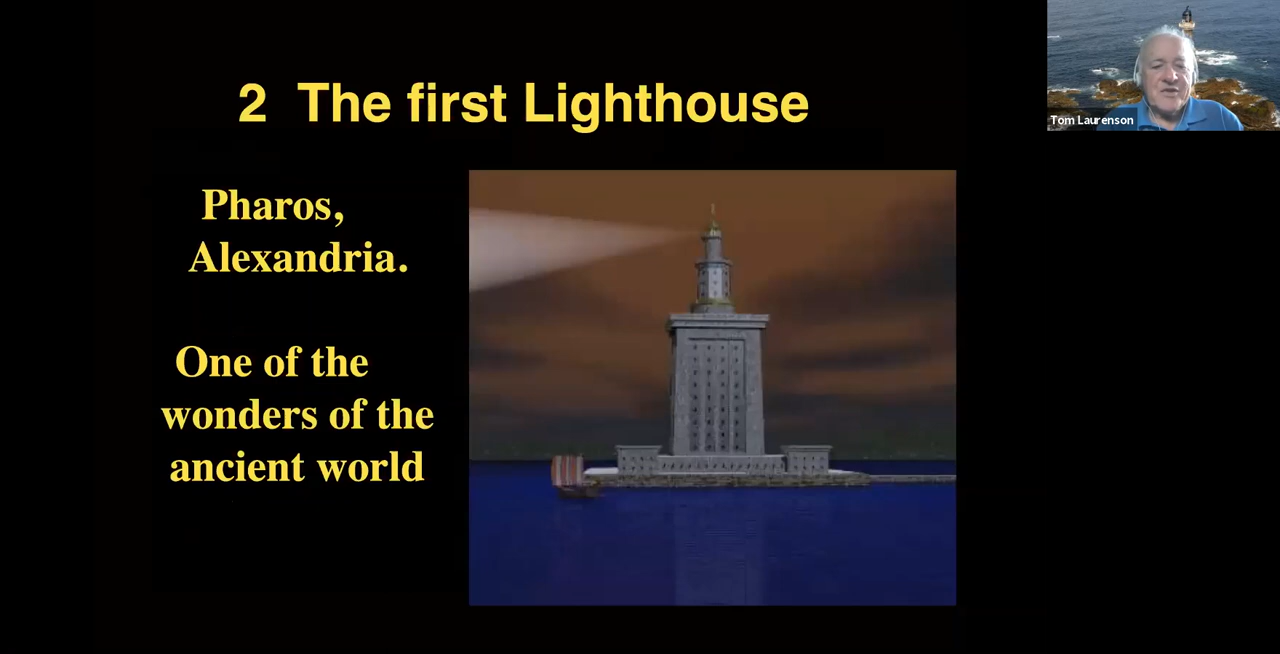 2 The first Lighthouse
Pharos,
Alexandria.
One of the
wonders of the
ancient world
Tom Laurenson